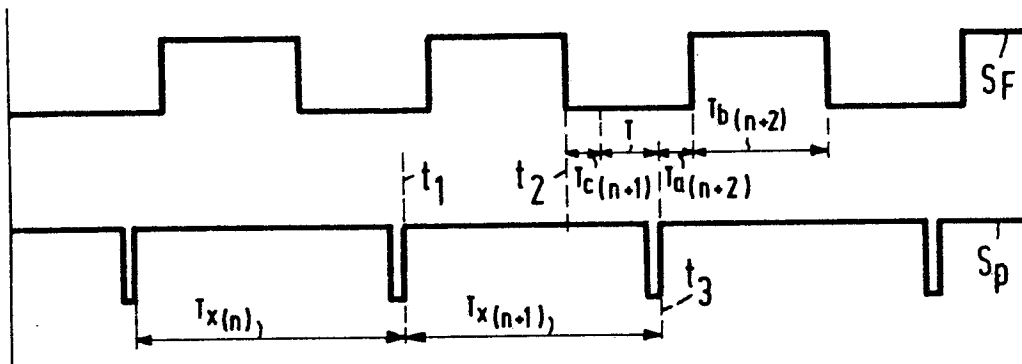 S_F
T_b(n+2)
T
t_1
t_2
T_c(n+1)
T_a(n+2)
S_p
t_3
T_x(n),
T_x(n+1),